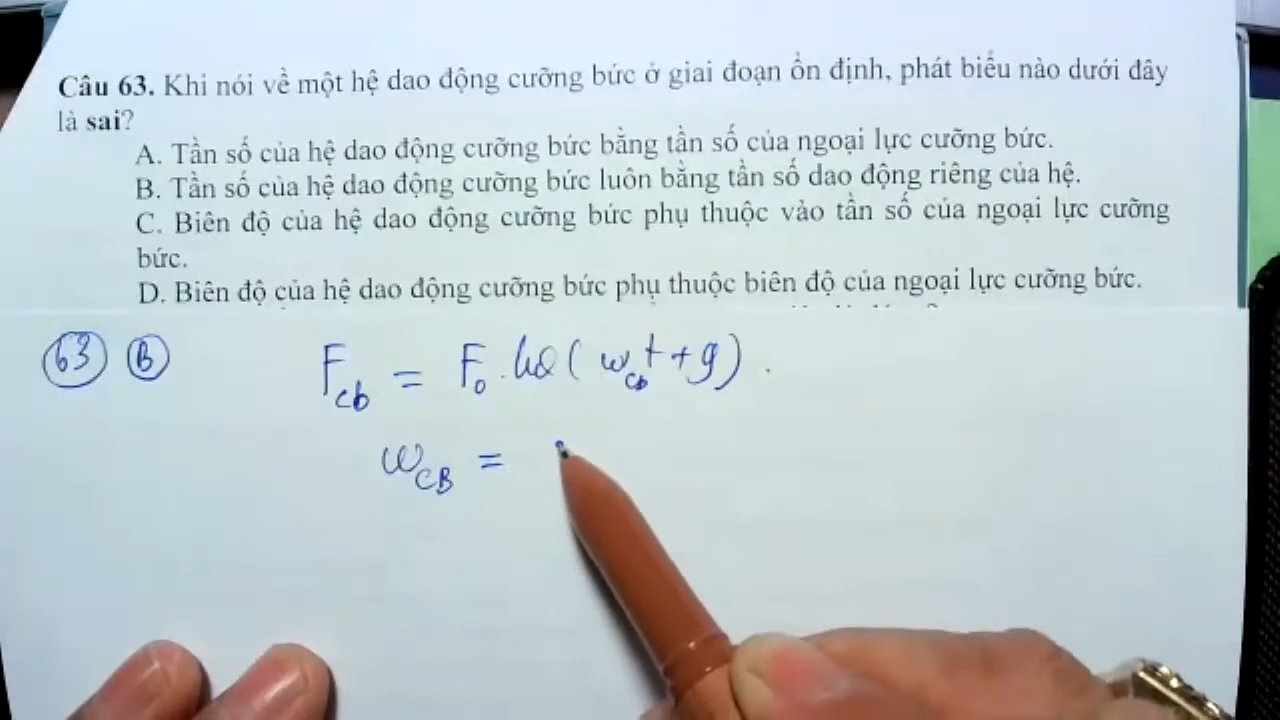 Câu 63. Khi nói về một hệ dao động cưỡng bức ở giai đoạn ổn định, phát biểu nào dưới đây
là sai?
A. Tần số của hệ dao động cưỡng bức bằng tần số của ngoại lực cưỡng bức.
B. Tần số của hệ dao động cưỡng bức luôn bằng tần số dao động riêng của hệ.
C. Biên độ của hệ dao động cưỡng bức phụ thuộc vào tần số của ngoại lực cưỡng
bức.
D. Biên độ của hệ dao động cưỡng bức phụ thuộc biên độ của ngoại lực cưỡng bức.
63 B F_cb = F_0 . cos( ω_cb t + φ) .
ω_CB =